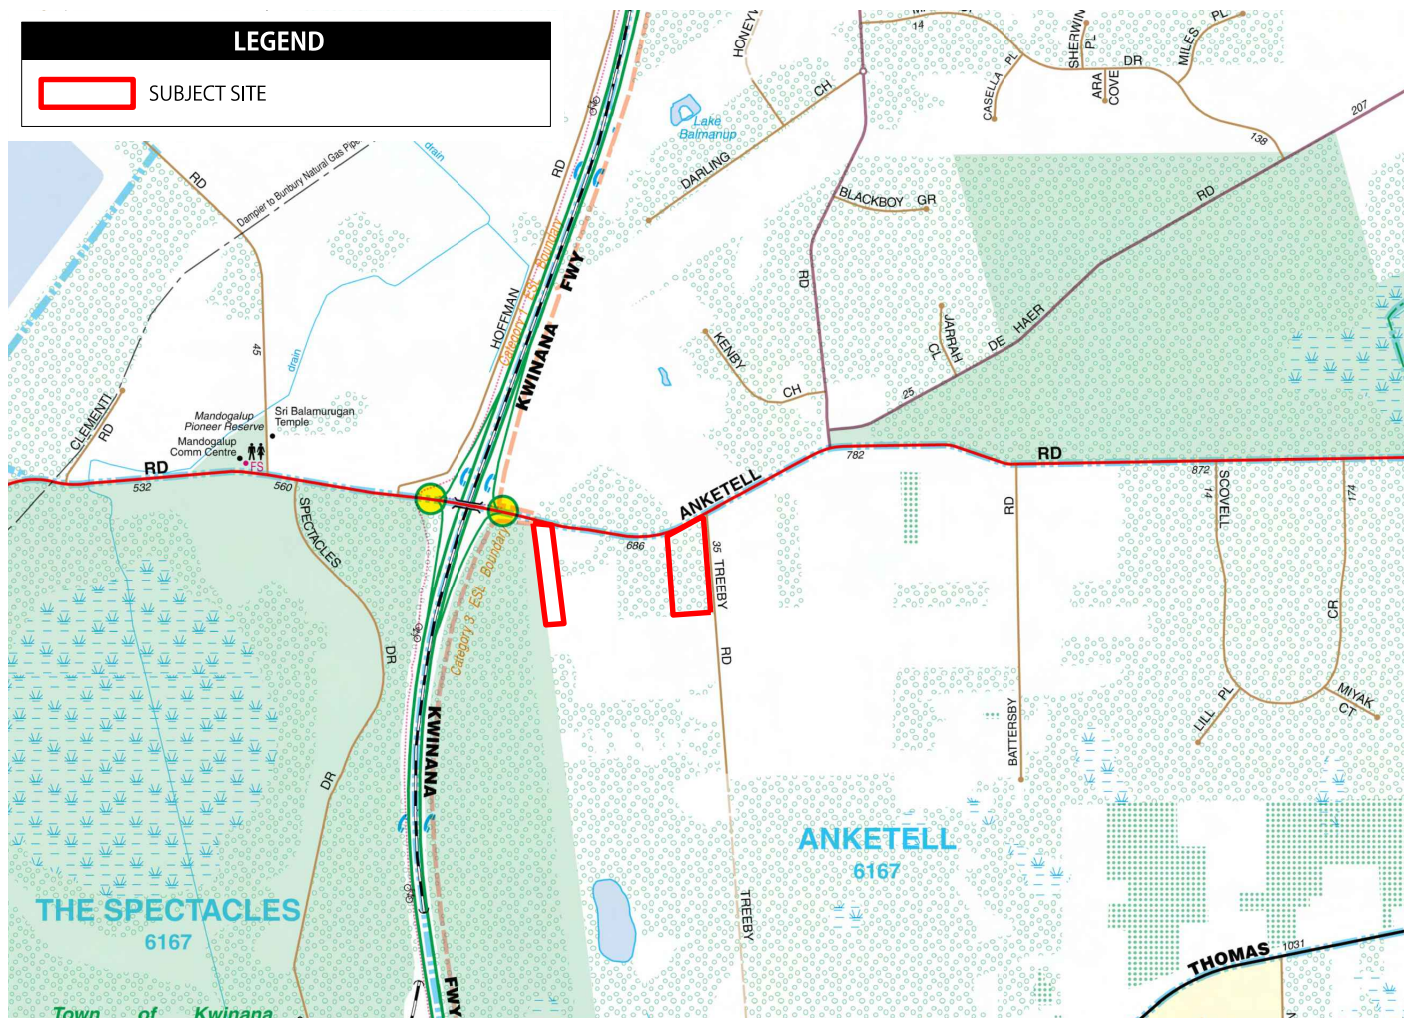 LEGEND
SUBJECT SITE
HONEYW
14
CASELLA PL
SHERWIN
PL
ARA
COVE
DR
MILES
PL
207
138
Lake
Balmanup
CH
DARLING
RD
drain
RD
Dampier to Bunbury Natural Gas Pipe
BLACKBOY GR
RD
HOFFMAN
Category 1 ESL Boundary
FWY
KWINANA
RD
drain
45
KENBY
CH
JARRAH
CL
DE HAER
25
CLEMENTI
RD
Mandogalup
Pioneer Reserve
Sri Balamurugan
Temple
Mandogalup
Comm Centre
FS
RD
532
560
SPECTACLES
DR
DR
ANKETELL
782
RD
872
686
35
TREEBY
RD
RD
BATTERSBY
14
SCOVELL
174
CR
LILL PL
MIYAK
CT
Category 3 ESL Boundary
KWINANA
FWY
ANKETELL
6167
TREEBY
THE SPECTACLES
6167
THOMAS
1031
Town of Kwinana